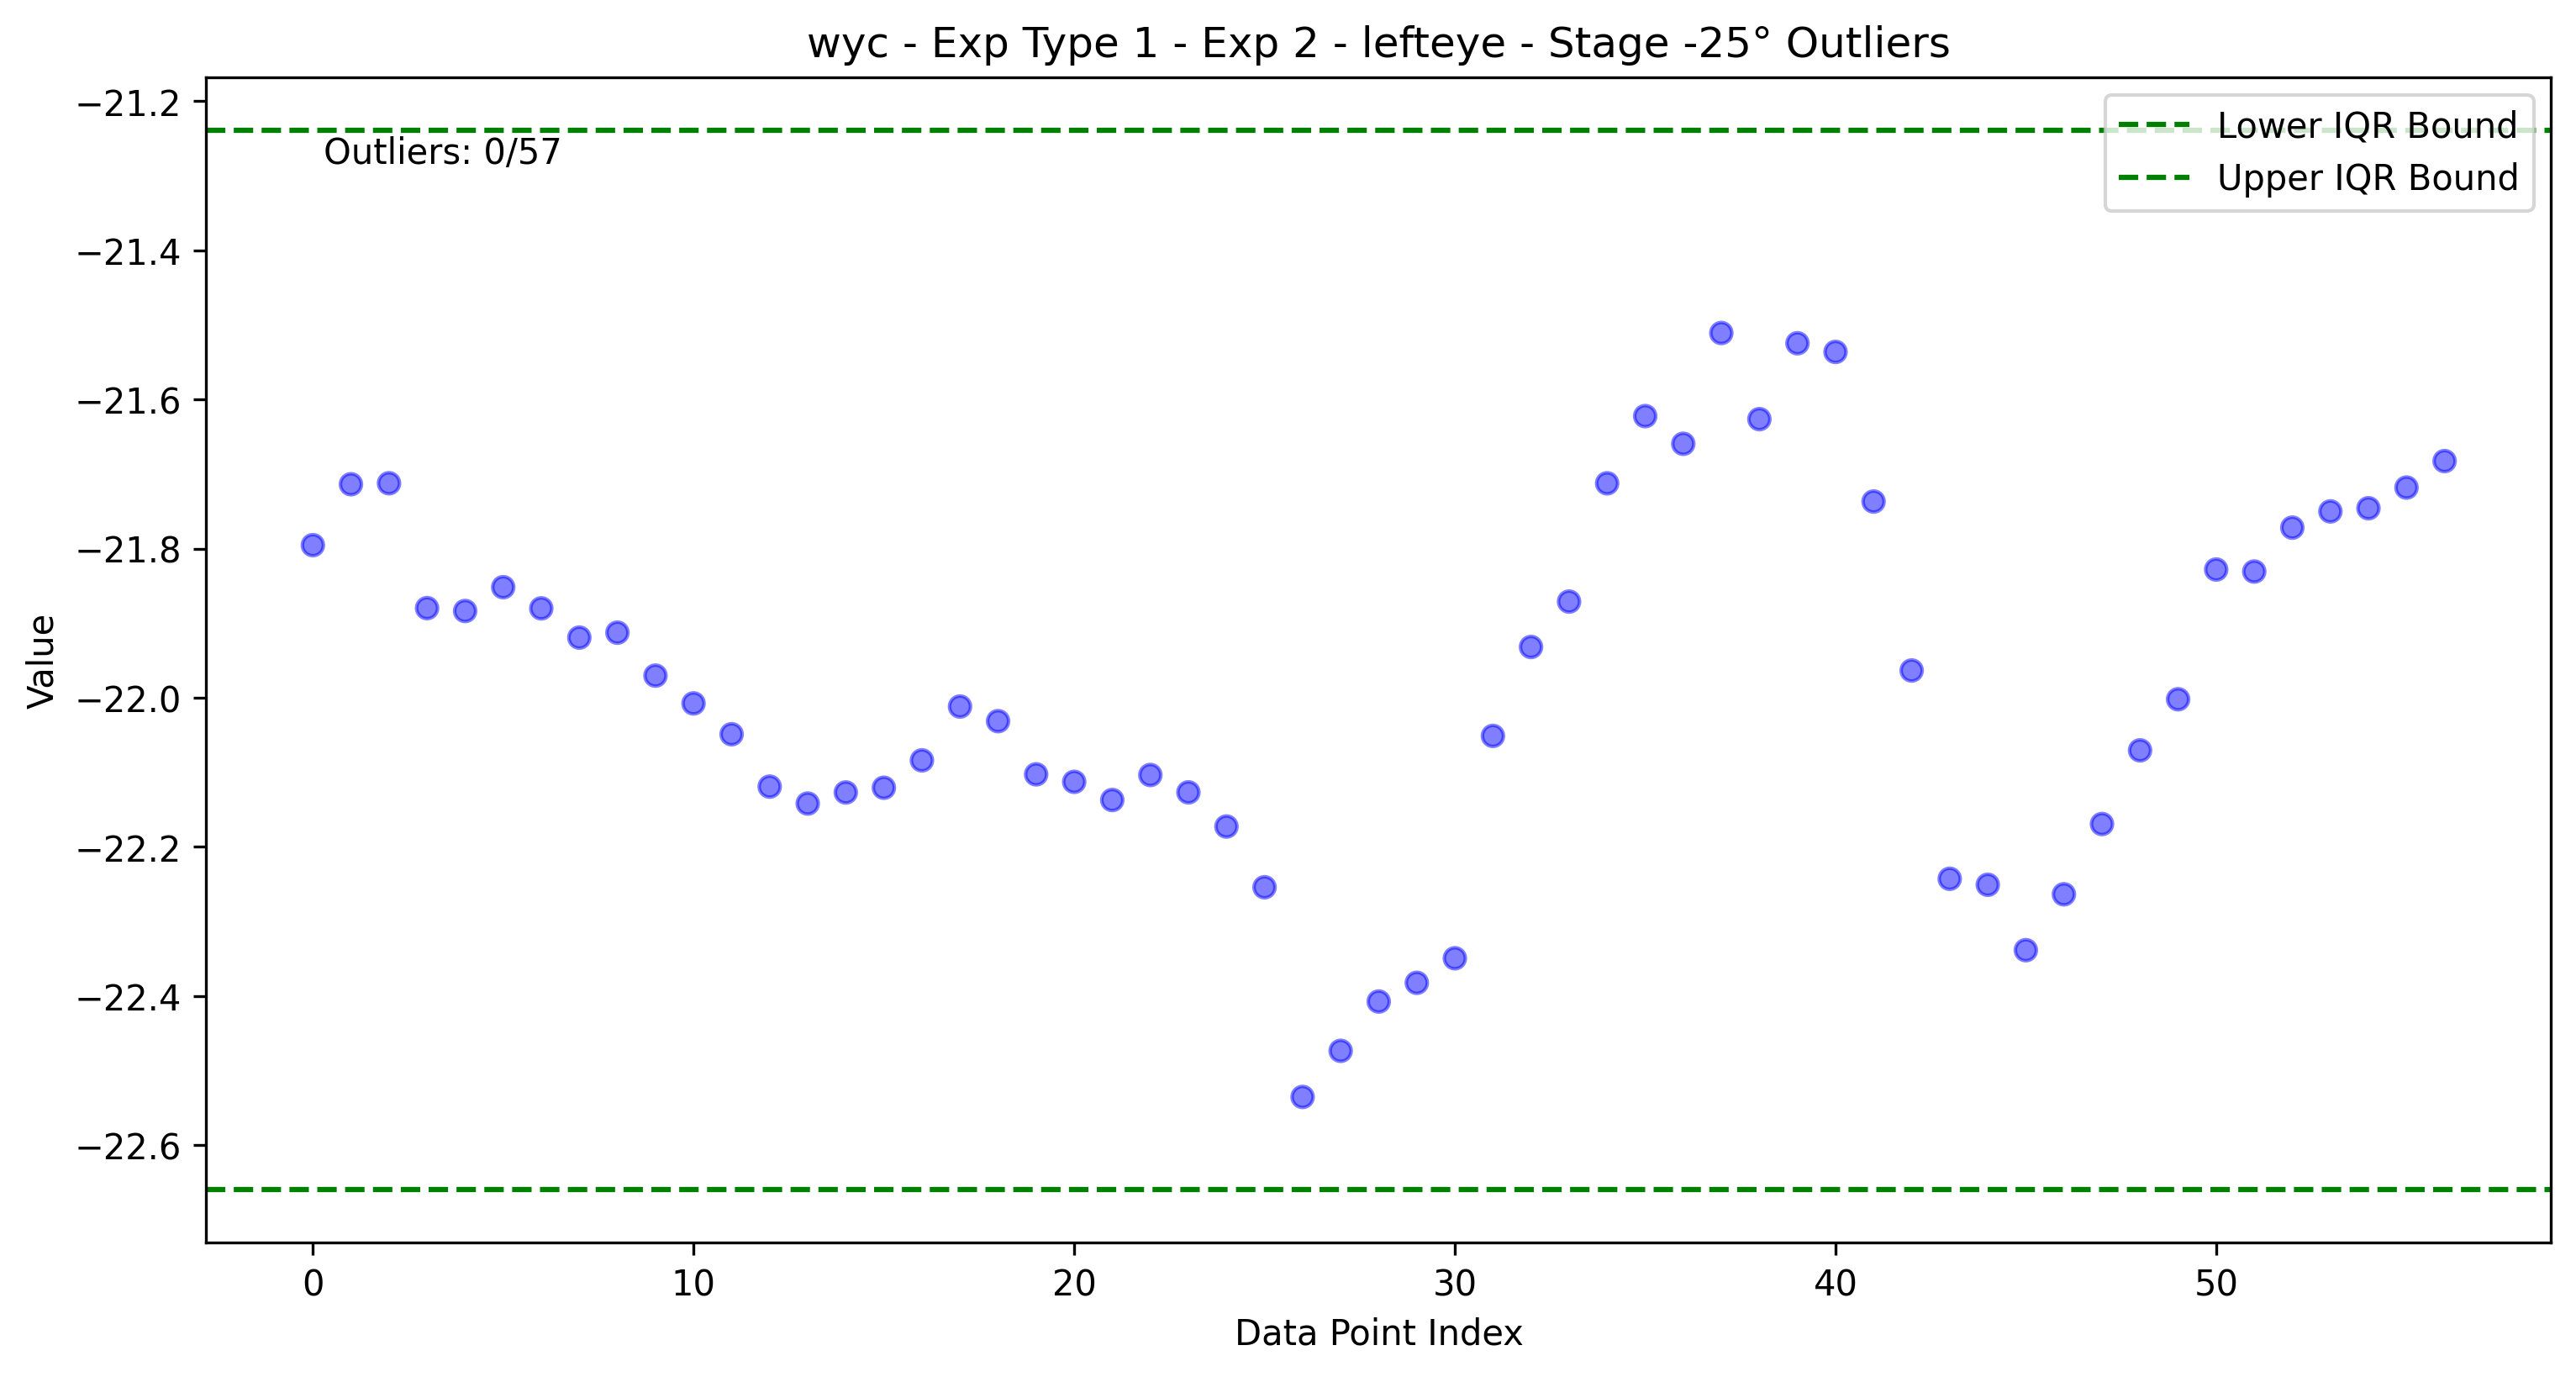 wyc - Exp Type 1 - Exp 2 - lefteye - Stage -25° Outliers
Lower IQR Bound
Upper IQR Bound
Outliers: 0/57
Value
−21.2
−21.4
−21.6
−21.8
−22.0
−22.2
−22.4
−22.6
0 10 20 30 40 50
Data Point Index